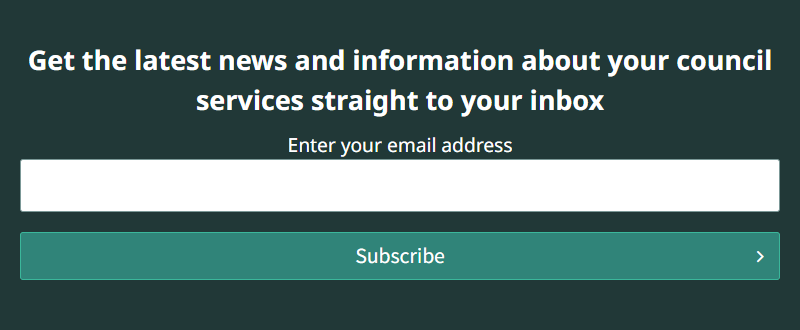 Get the latest news and information about your council
services straight to your inbox
Enter your email address
Subscribe